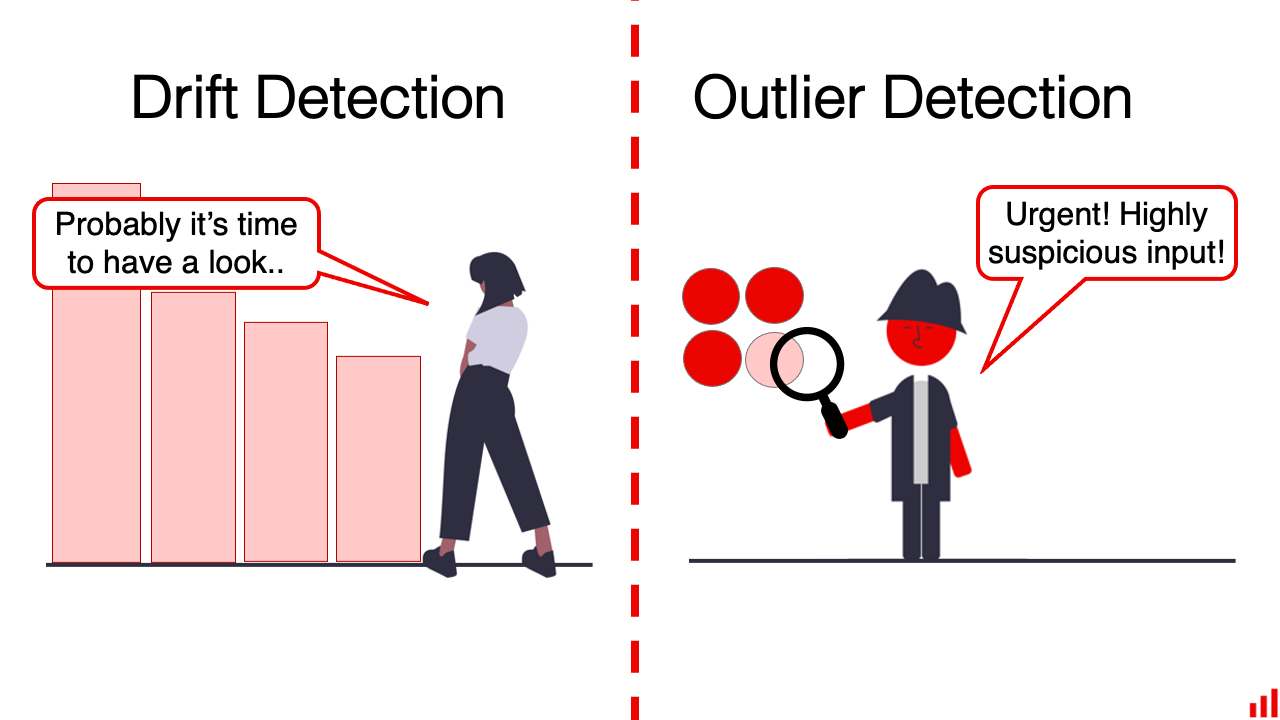 Drift Detection
Probably it’s time
to have a look..
Outlier Detection
Urgent! Highly
suspicious input!